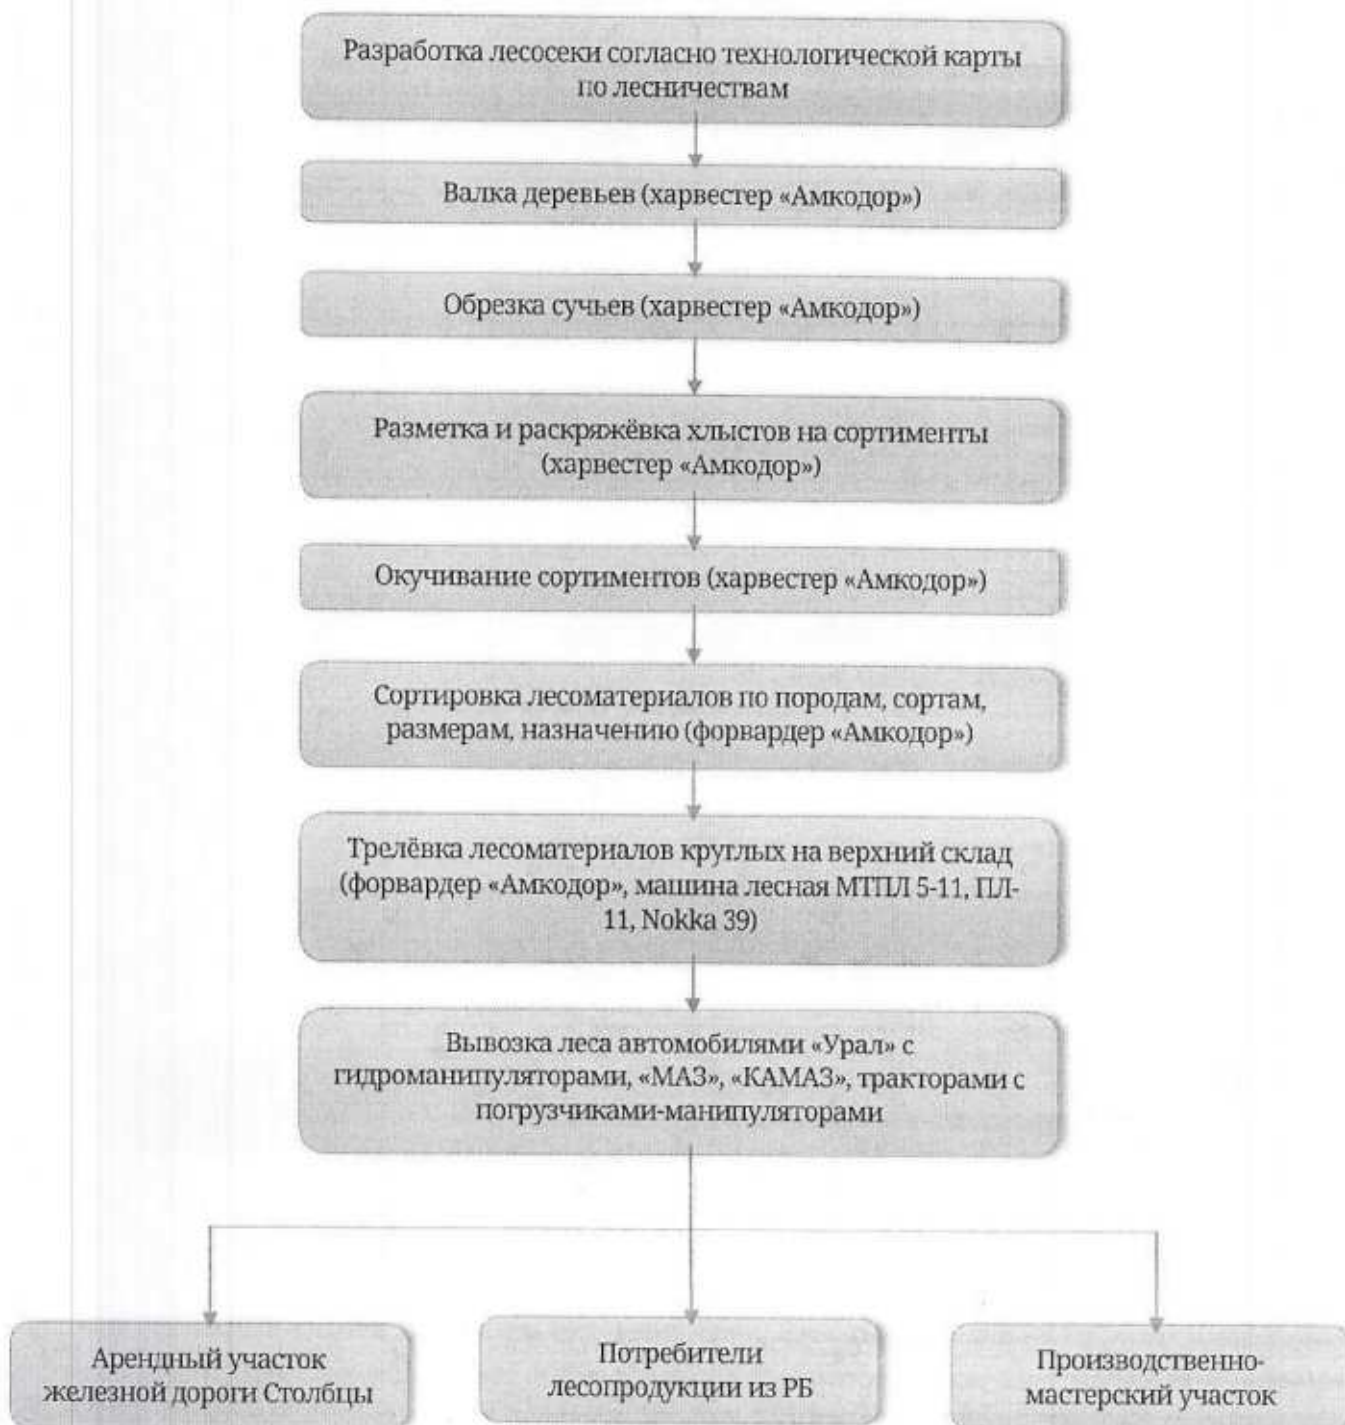 Разработка лесосеки согласно технологической карты
по лесничествам
Валка деревьев (харвестер «Амкодор»)
Обрезка сучьев (харвестер «Амкодор»)
Разметка и раскряжёвка хлыстов на сортименты
(харвестер «Амкодор»)
Окучивание сортиментов (харвестер «Амкодор»)
Сортировка лесоматериалов по породам, сортам,
размерам, назначению (форвардер «Амкодор»)
Трелёвка лесоматериалов круглых на верхний склад
(форвардер «Амкодор», машина лесная МТПЛ 5-11, ПЛ-
11, Nokka 39)
Вывозка леса автомобилями «Урал» с
гидроманипуляторами, «МАЗ», «КАМАЗ», тракторами с
погрузчиками-манипуляторами
Арендный участок
железной дороги Столбцы
Потребители
лесопродукции из РБ
Производственно-
мастерский участок